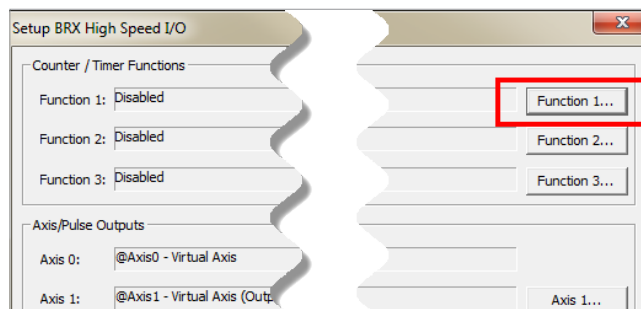 Setup BRX High Speed I/O
Counter / Timer Functions
Function 1: Disabled Function 1...
Function 2: Disabled Function 2...
Function 3: Disabled Function 3...
Axis/Pulse Outputs
Axis 0: @Axis0 - Virtual Axis
Axis 1: @Axis1 - Virtual Axis (Outp Axis 1...